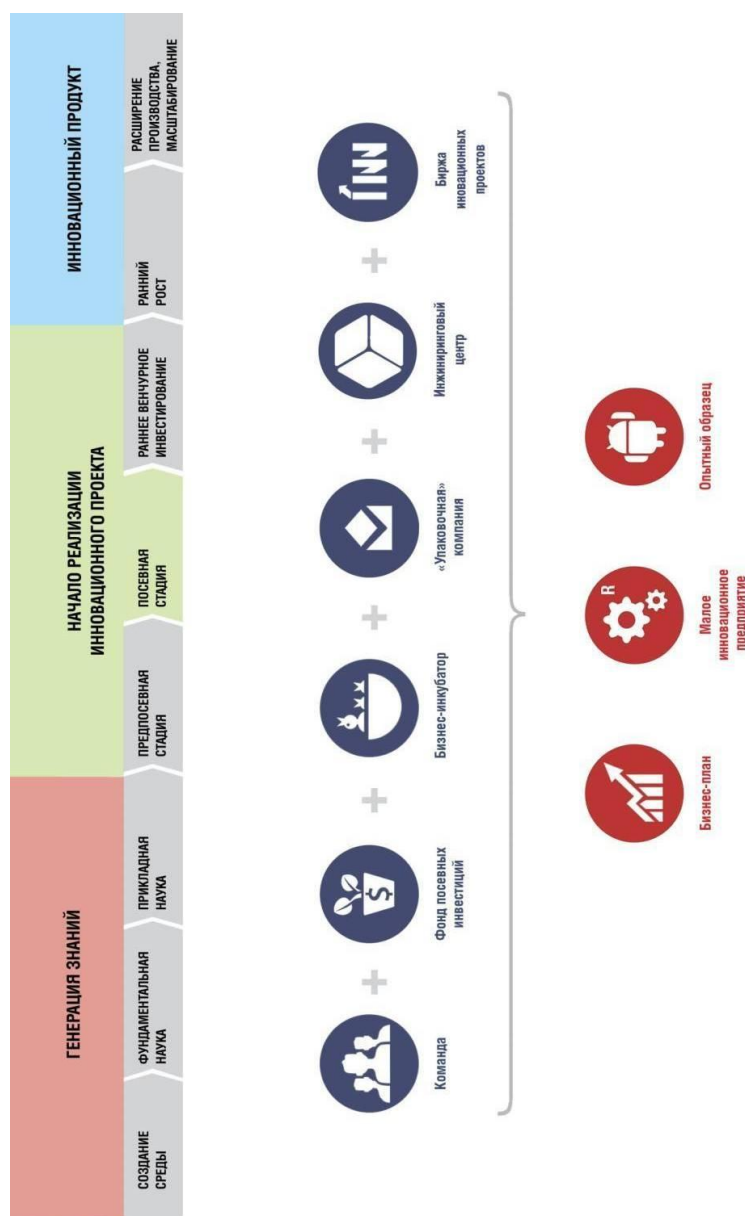 ГЕНЕРАЦИЯ ЗНАНИЙ
НАЧАЛО РЕАЛИЗАЦИИ
ИННОВАЦИОННОГО ПРОЕКТА
ИННОВАЦИОННЫЙ ПРОДУКТ
СОЗДАНИЕ
СРЕДЫ
ФУНДАМЕНТАЛЬНАЯ
НАУКА
ПРИКЛАДНАЯ
НАУКА
ПРЕДПОСЕВНАЯ
СТАДИЯ
ПОСЕВНАЯ
СТАДИЯ
РАННЕЕ ВЕНЧУРНОЕ
ИНВЕСТИРОВАНИЕ
РАННИЙ
РОСТ
РАСШИРЕНИЕ
ПРОИЗВОДСТВА,
МАСШТАБИРОВАНИЕ
$
INN
Команда
+
Фонд посевных
инвестиций
+
Бизнес-инкубатор
+
«Упаковочная»
компания
+
Инжиниринговый
центр
+
Биржа
иновационных
проектов
R
Бизнес-план
Малое
инновационное
предприятие
Опытный образец